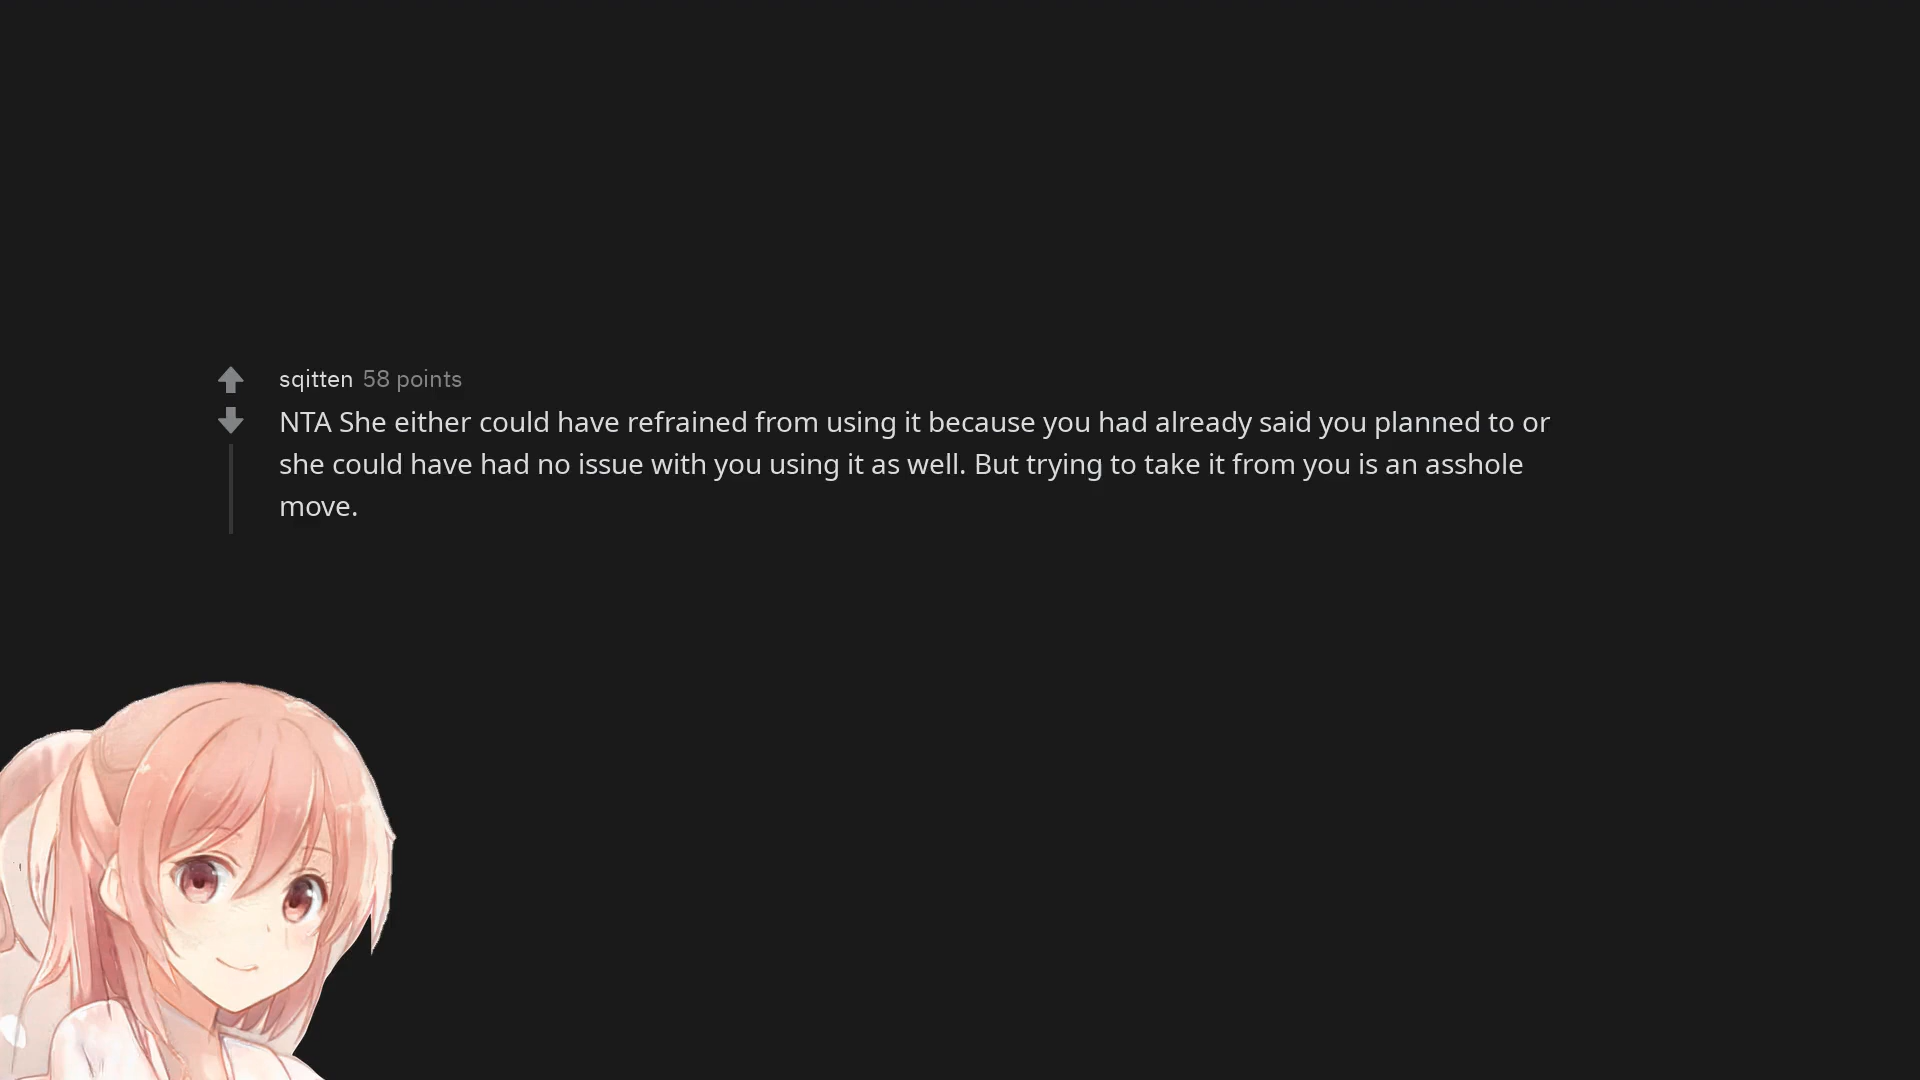 sqitten 58 points
NTA She either could have refrained from using it because you had already said you planned to or
she could have had no issue with you using it as well. But trying to take it from you is an asshole
move.